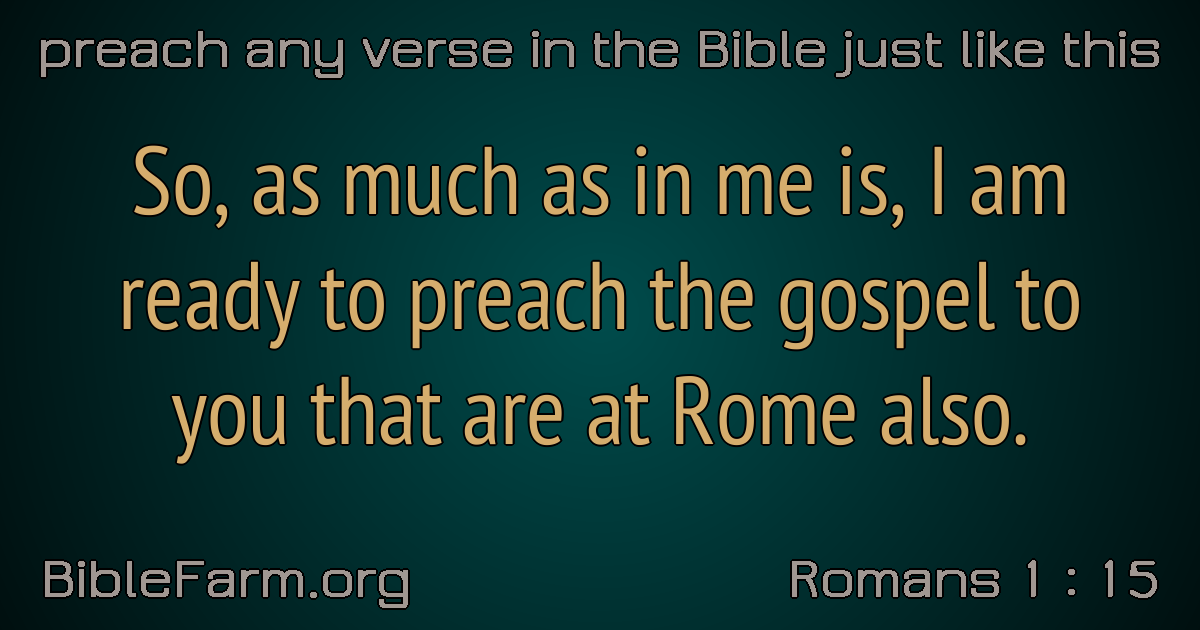 preach any verse in the Bible just like this
So, as much as in me is, I am
ready to preach the gospel to
you that are at Rome also.
BibleFarm.org
Romans 1 : 15